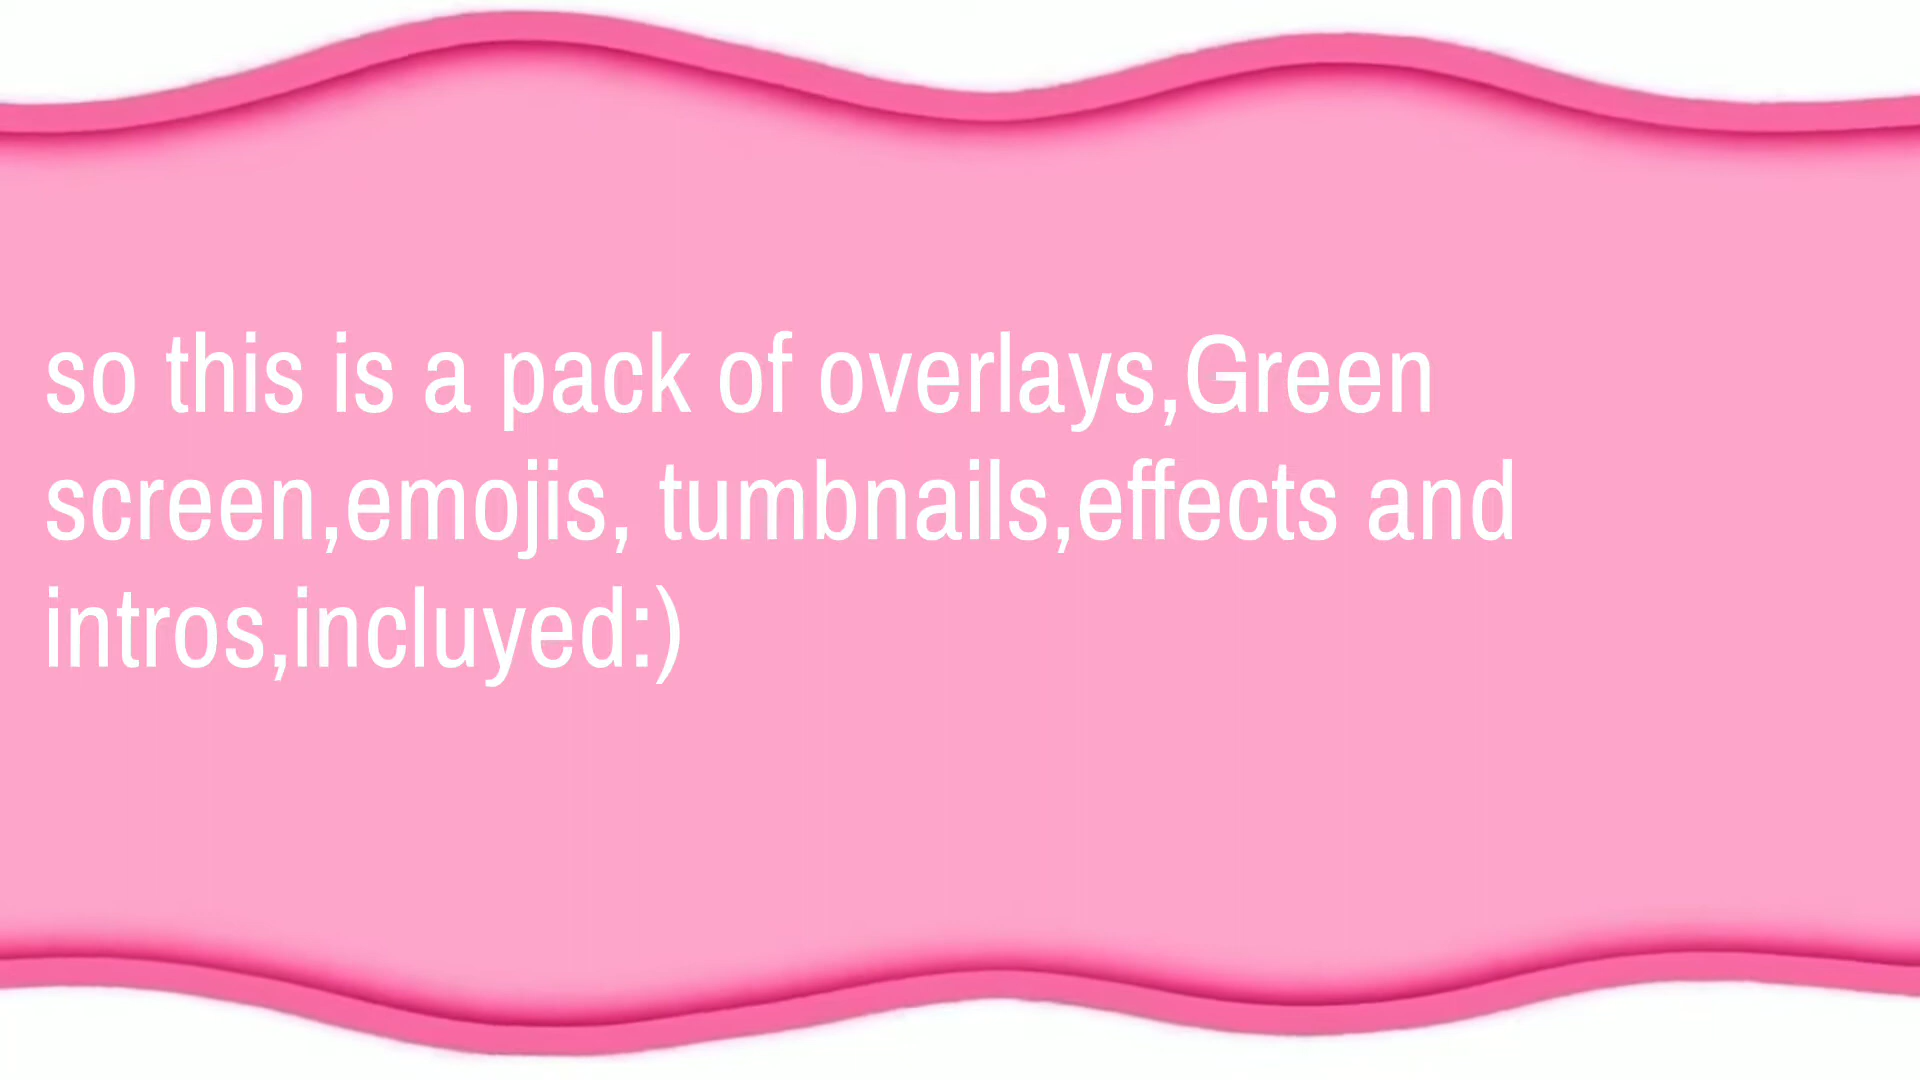 so this is a pack of overlays,Green
screen,emojis, tumbnails,effects and
intros,incluyed:)